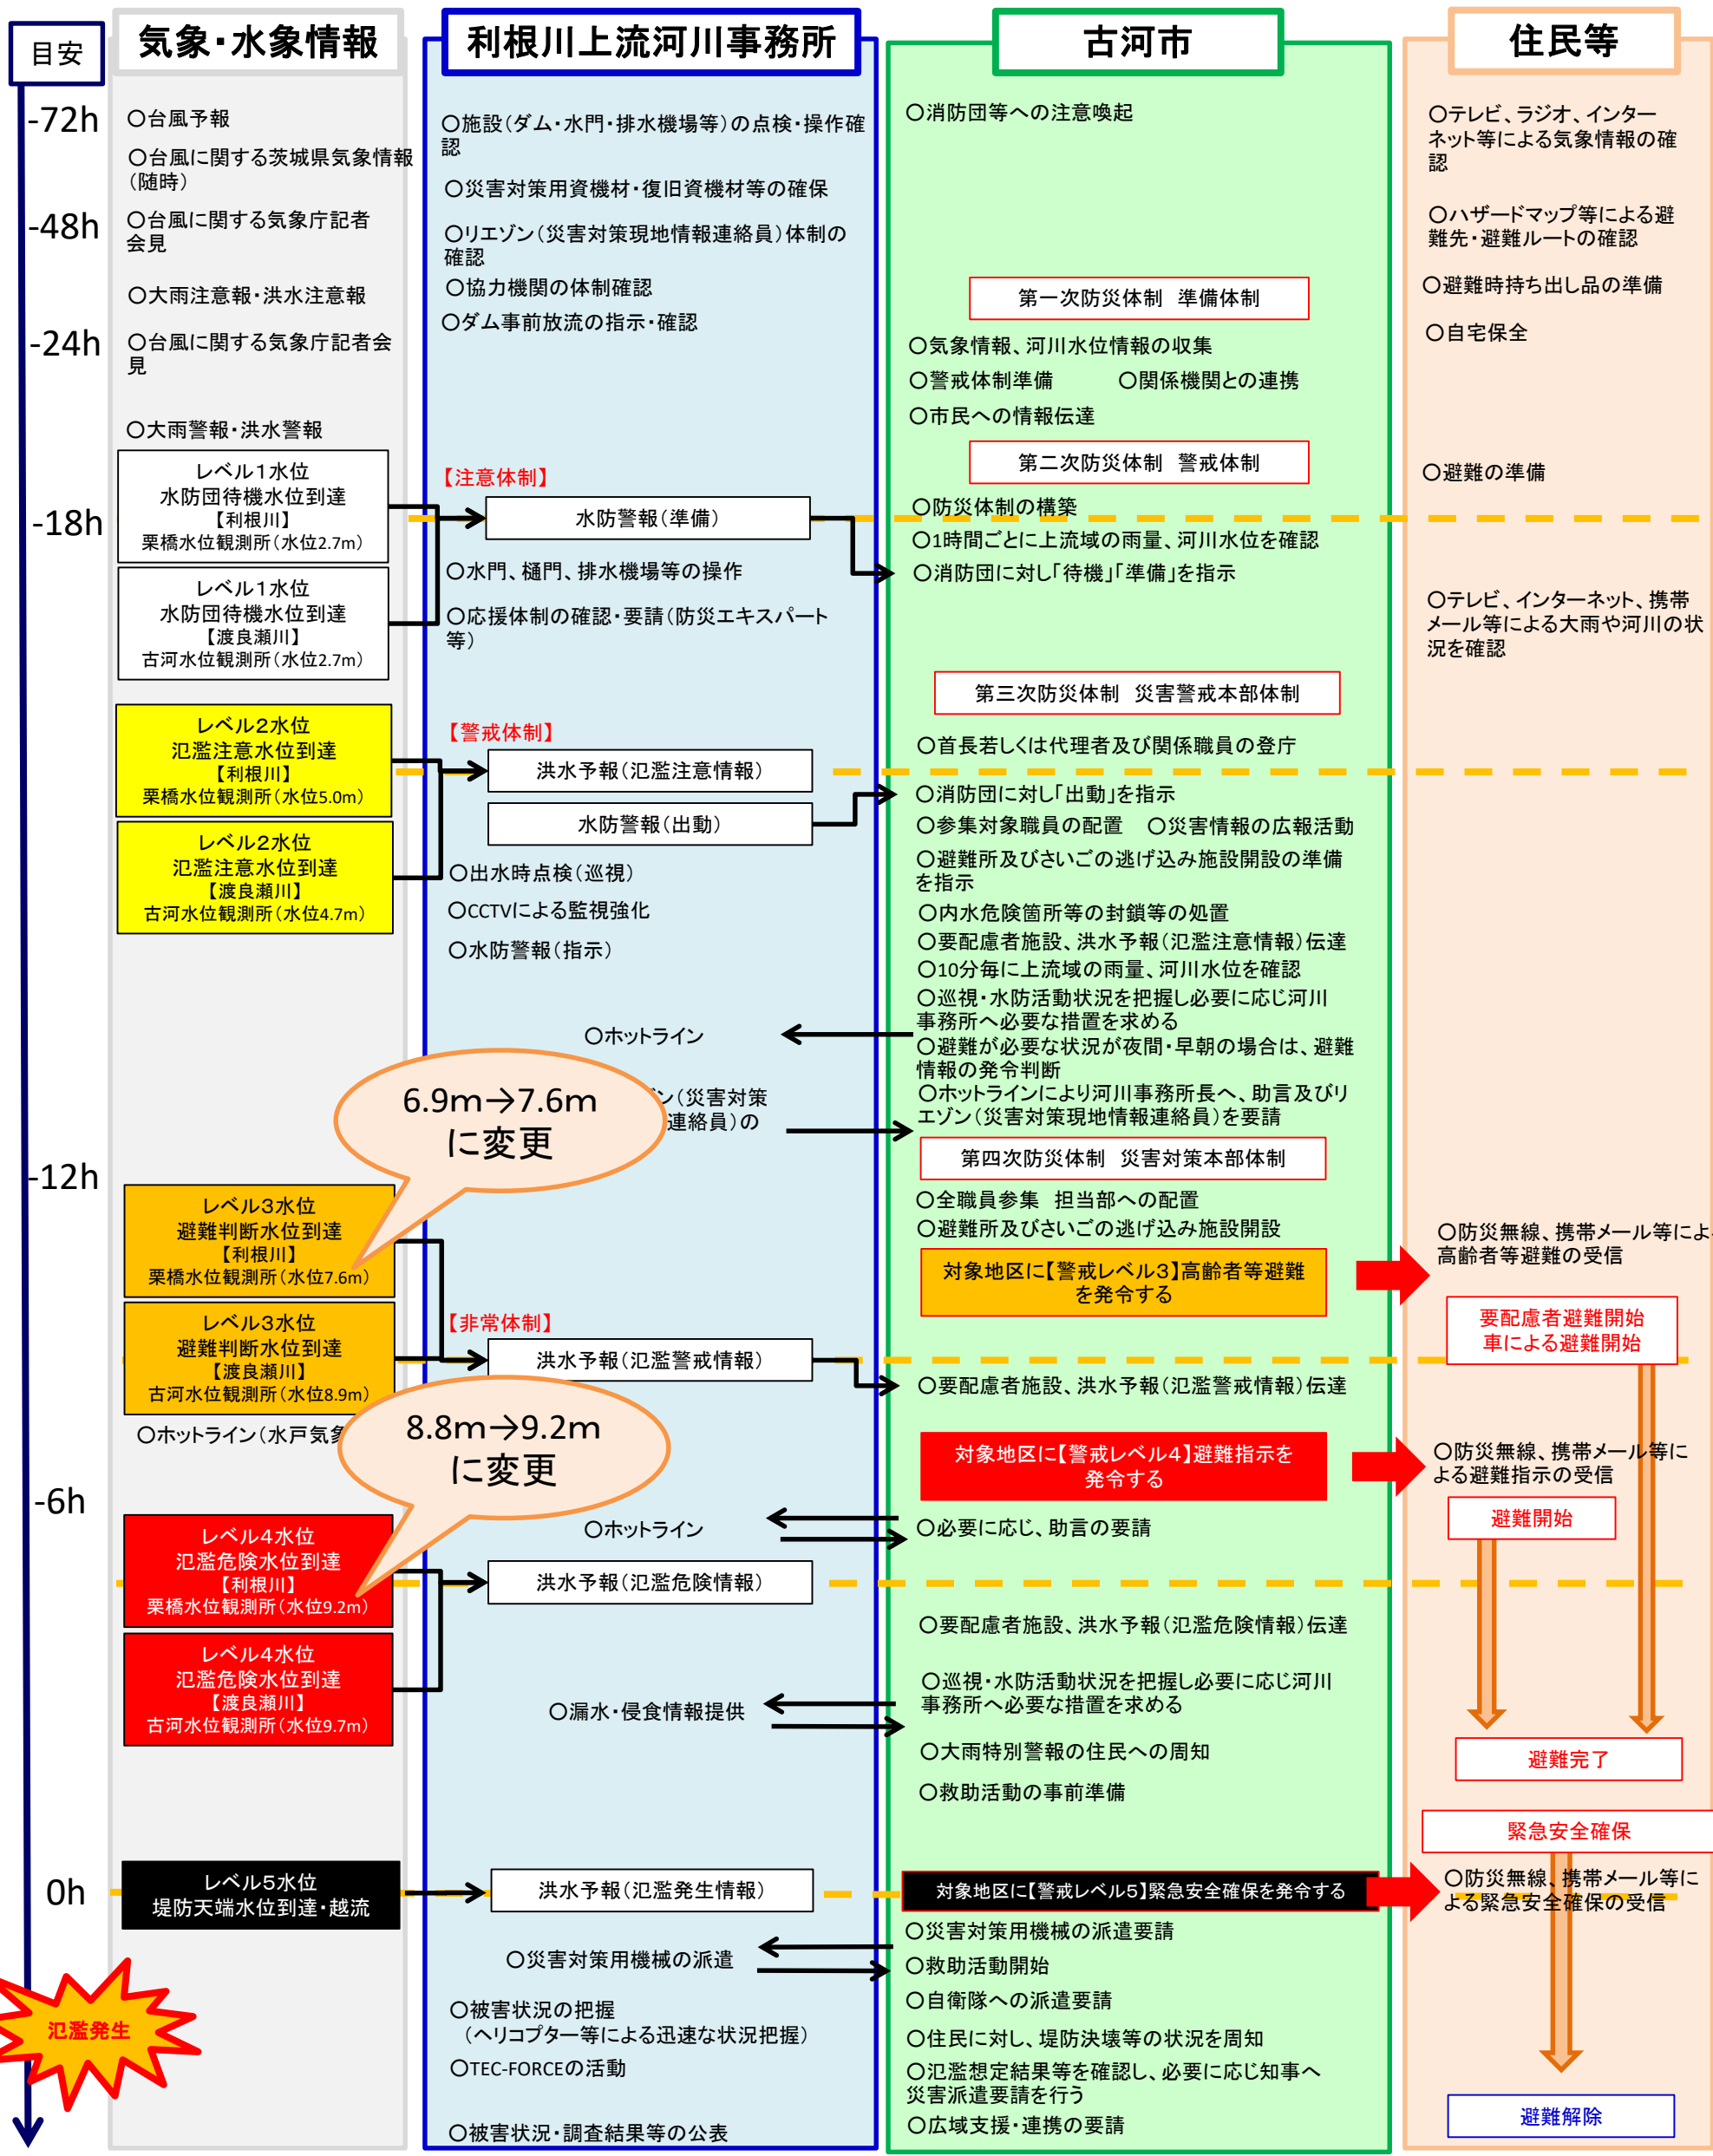 目安
気象・水象情報
利根川上流河川事務所
古河市
住民等
-72h
-48h
-24h
-18h
-12h
-6h
0h
氾濫発生
○台風予報
○台風に関する茨城県気象情報
(随時)
○台風に関する気象庁記者
会見
○大雨注意報・洪水注意報
○台風に関する気象庁記者会
見
○大雨警報・洪水警報
レベル1水位
水防団待機水位到達
【利根川】
栗橋水位観測所(水位2.7m)
レベル1水位
水防団待機水位到達
【渡良瀬川】
古河水位観測所(水位2.7m)
レベル2水位
氾濫注意水位到達
【利根川】
栗橋水位観測所(水位5.0m)
レベル2水位
氾濫注意水位到達
【渡良瀬川】
古河水位観測所(水位4.7m)
6.9m→7.6m
に変更
レベル3水位
避難判断水位到達
【利根川】
栗橋水位観測所(水位7.6m)
レベル3水位
避難判断水位到達
【渡良瀬川】
古河水位観測所(水位8.9m)
○ホットライン(水戸気象
8.8m→9.2m
に変更
レベル4水位
氾濫危険水位到達
【利根川】
栗橋水位観測所(水位9.2m)
レベル4水位
氾濫危険水位到達
【渡良瀬川】
古河水位観測所(水位9.7m)
レベル5水位
堤防天端水位到達・越流
○施設(ダム・水門・排水機場等)の点検・操作確
認
○災害対策用資機材・復旧資機材等の確保
○リエゾン(災害対策現地情報連絡員)体制の
確認
○協力機関の体制確認
○ダム事前放流の指示・確認
【注意体制】
水防警報(準備)
○水門、樋門、排水機場等の操作
○応援体制の確認・要請(防災エキスパート
等)
【警戒体制】
洪水予報(氾濫注意情報)
水防警報(出動)
○出水時点検(巡視)
○CCTVによる監視強化
○水防警報(指示)
○ホットライン
ン(災害対策
連絡員)の
【非常体制】
洪水予報(氾濫警戒情報)
○ホットライン
洪水予報(氾濫危険情報)
○漏水・侵食情報提供
洪水予報(氾濫発生情報)
○災害対策用機械の派遣
○被害状況の把握
(ヘリコプター等による迅速な状況把握)
○TEC-FORCEの活動
○被害状況・調査結果等の公表
○消防団等への注意喚起
第一次防災体制 準備体制
○気象情報、河川水位情報の収集
○警戒体制準備 ○関係機関との連携
○市民への情報伝達
第二次防災体制 警戒体制
○防災体制の構築
○1時間ごとに上流域の雨量、河川水位を確認
○消防団に対し「待機」「準備」を指示
第三次防災体制 災害警戒本部体制
○首長若しくは代理者及び関係職員の登庁
○消防団に対し「出動」を指示
○参集対象職員の配置 ○災害情報の広報活動
○避難所及びさいごの逃げ込み施設開設の準備
を指示
○内水危険箇所等の封鎖等の処置
○要配慮者施設、洪水予報(氾濫注意情報)伝達
○10分毎に上流域の雨量、河川水位を確認
○巡視・水防活動状況を把握し必要に応じ河川
事務所へ必要な措置を求める
○避難が必要な状況が夜間・早朝の場合は、避難
情報の発令判断
○ホットラインにより河川事務所長へ、助言及びリ
エゾン(災害対策現地情報連絡員)を要請
第四次防災体制 災害対策本部体制
○全職員参集 担当部への配置
○避難所及びさいごの逃げ込み施設開設
対象地区に【警戒レベル3】高齢者等避難
を発令する
○要配慮者施設、洪水予報(氾濫警戒情報)伝達
対象地区に【警戒レベル4】避難指示を
発令する
○必要に応じ、助言の要請
○要配慮者施設、洪水予報(氾濫危険情報)伝達
○巡視・水防活動状況を把握し必要に応じ河川
事務所へ必要な措置を求める
○大雨特別警報の住民への周知
○救助活動の事前準備
対象地区に【警戒レベル5】緊急安全確保を発令する
○災害対策用機械の派遣要請
○救助活動開始
○自衛隊への派遣要請
○住民に対し、堤防決壊等の状況を周知
○氾濫想定結果等を確認し、必要に応じ知事へ
災害派遣要請を行う
○広域支援・連携の要請
○テレビ、ラジオ、インター
ネット等による気象情報の確
認
○ハザードマップ等による避
難先・避難ルートの確認
○避難時持ち出し品の準備
○自宅保全
○避難の準備
○テレビ、インターネット、携帯
メール等による大雨や河川の状
況を確認
○防災無線、携帯メール等によ
高齢者等避難の受信
要配慮者避難開始
車による避難開始
○防災無線、携帯メール等に
よる避難指示の受信
避難開始
避難完了
緊急安全確保
○防災無線、携帯メール等に
よる緊急安全確保の受信
避難解除